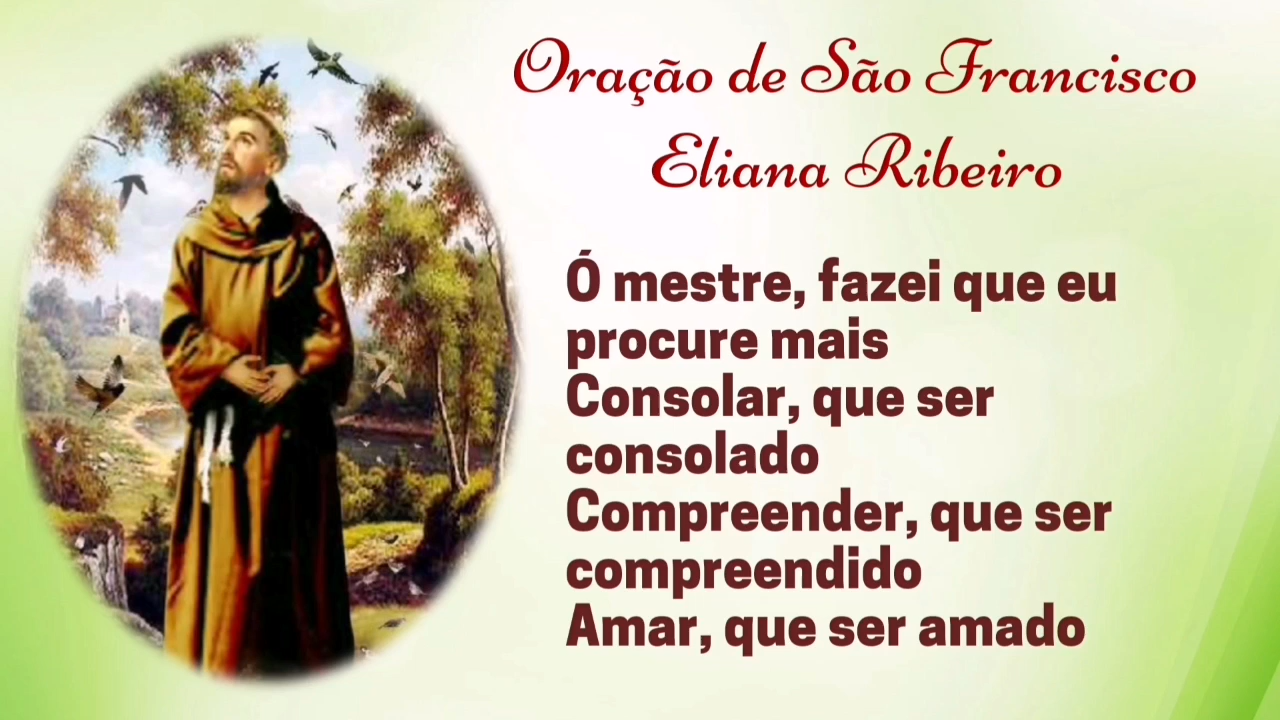 Oração de São Francisco
Eliana Ribeiro
Ó mestre, fazei que eu
procure mais
Consolar, que ser
consolado
Compreender, que ser
compreendido
Amar, que ser amado